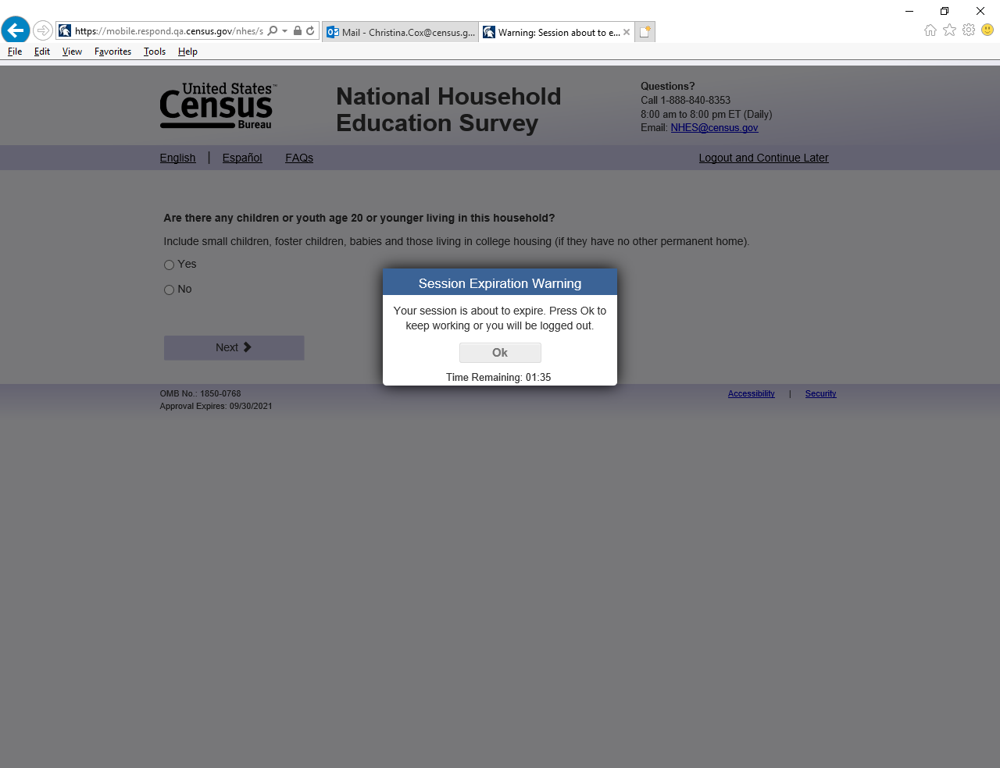 https://mobile.respond.qa.census.gov/nhes/s
Mail - Christina.Cox@census.g...
Warning: Session about to e...
File Edit View Favorites Tools Help
United States™
Census
Bureau
National Household
Education Survey
Questions?
Call 1-888-840-8353
8:00 am to 8:00 pm ET (Daily)
Email: NHES@census.gov
English | Español FAQs
Logout and Continue Later
Are there any children or youth age 20 or younger living in this household?
Include small children, foster children, babies and those living in college housing (if they have no other permanent home).
Yes
No
Session Expiration Warning
Your session is about to expire. Press Ok to
keep working or you will be logged out.
Ok
Time Remaining: 01:35
Next
OMB No.: 1850-0768
Approval Expires: 09/30/2021
Accessibility | Security